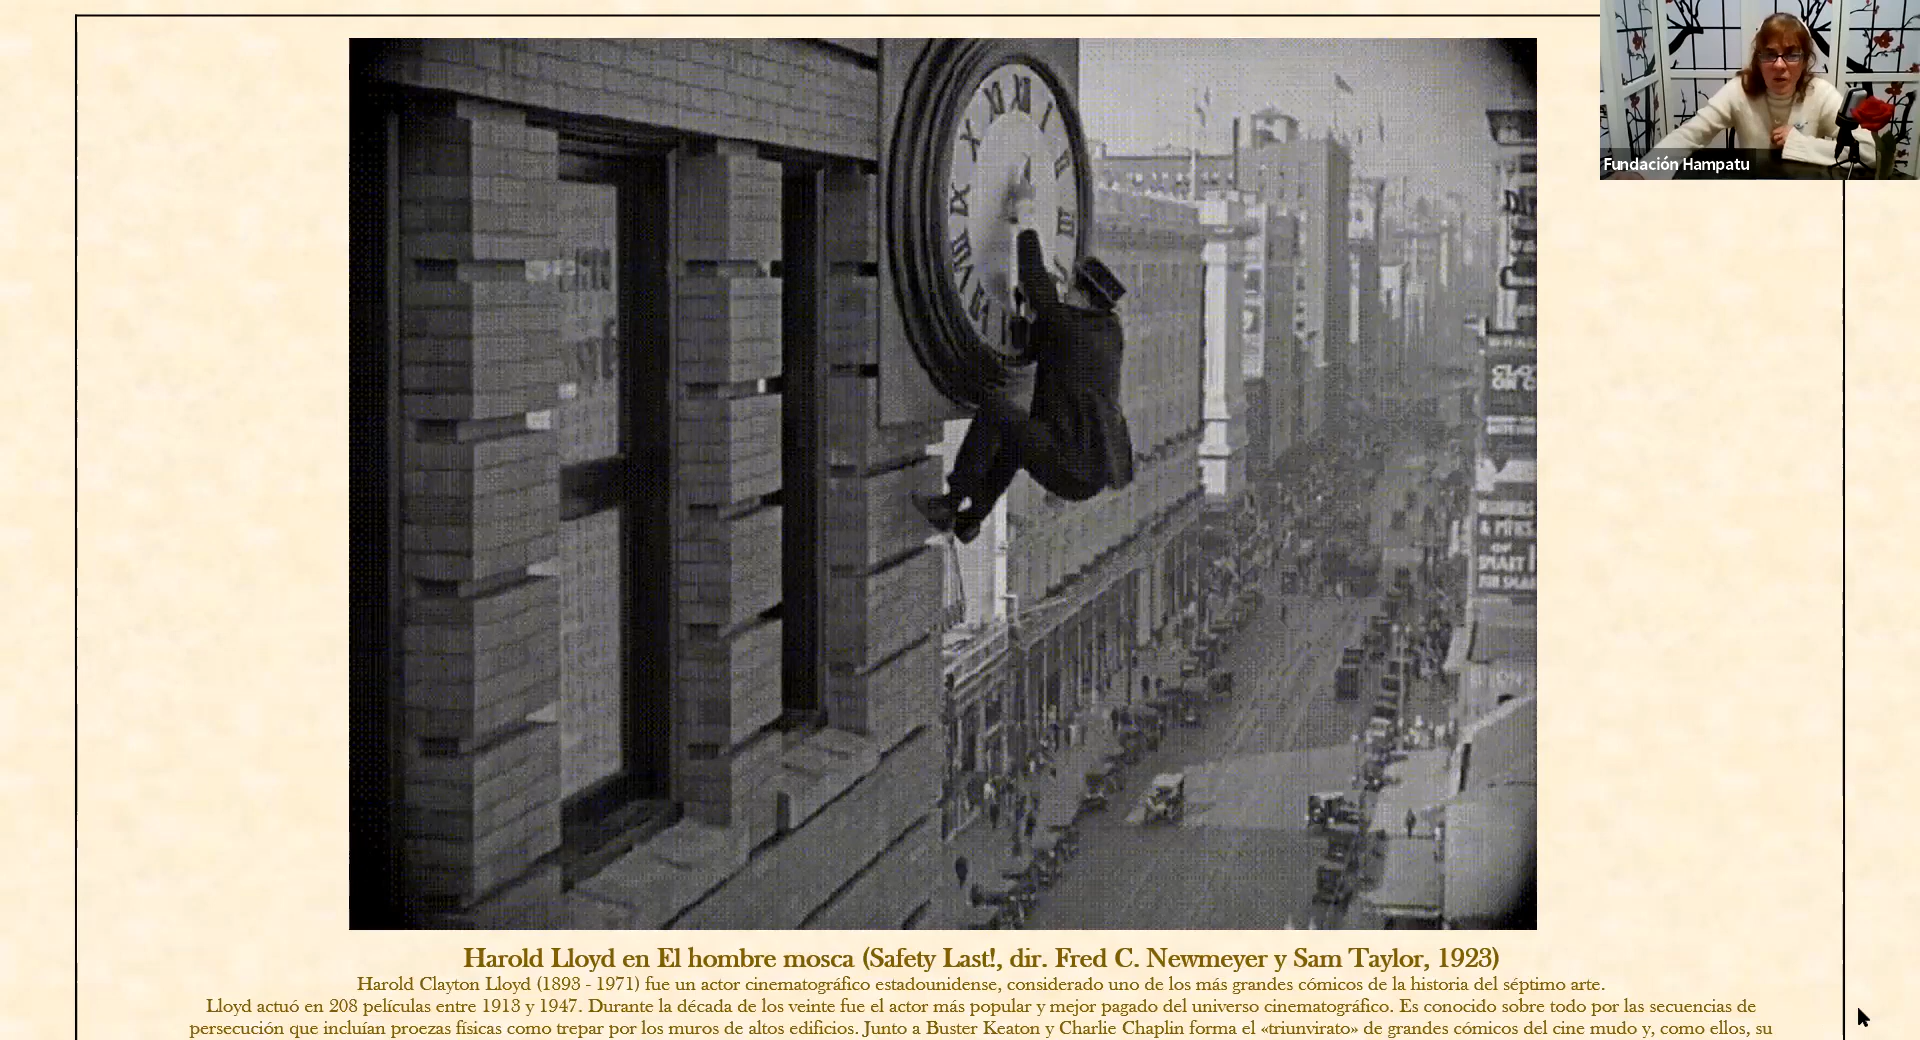 Fundación Hampatu
CLO
ON C
& MFRS.
OF
SMART
Harold Lloyd en El hombre mosca (Safety Last!, dir. Fred C. Newmeyer y Sam Taylor, 1923)
Harold Clayton Lloyd (1893 - 1971) fue un actor cinematográfico estadounidense, considerado uno de los más grandes cómicos de la historia del séptimo arte.
Lloyd actuó en 208 películas entre 1913 y 1947. Durante la década de los veinte fue el actor más popular y mejor pagado del universo cinematográfico. Es conocido sobre todo por las secuencias de
persecución que incluían proezas físicas como trepar por los muros de altos edificios. Junto a Buster Keaton y Charlie Chaplin forma el «triunvirato» de grandes cómicos del cine mudo y, como ellos, su